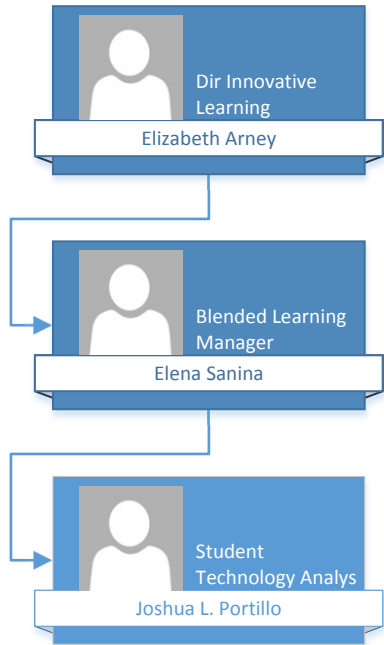 Dir Innovative
Learning
Elizabeth Arney
Blended Learning
Manager
Elena Sanina
Student
Technology Analys
Joshua L. Portillo